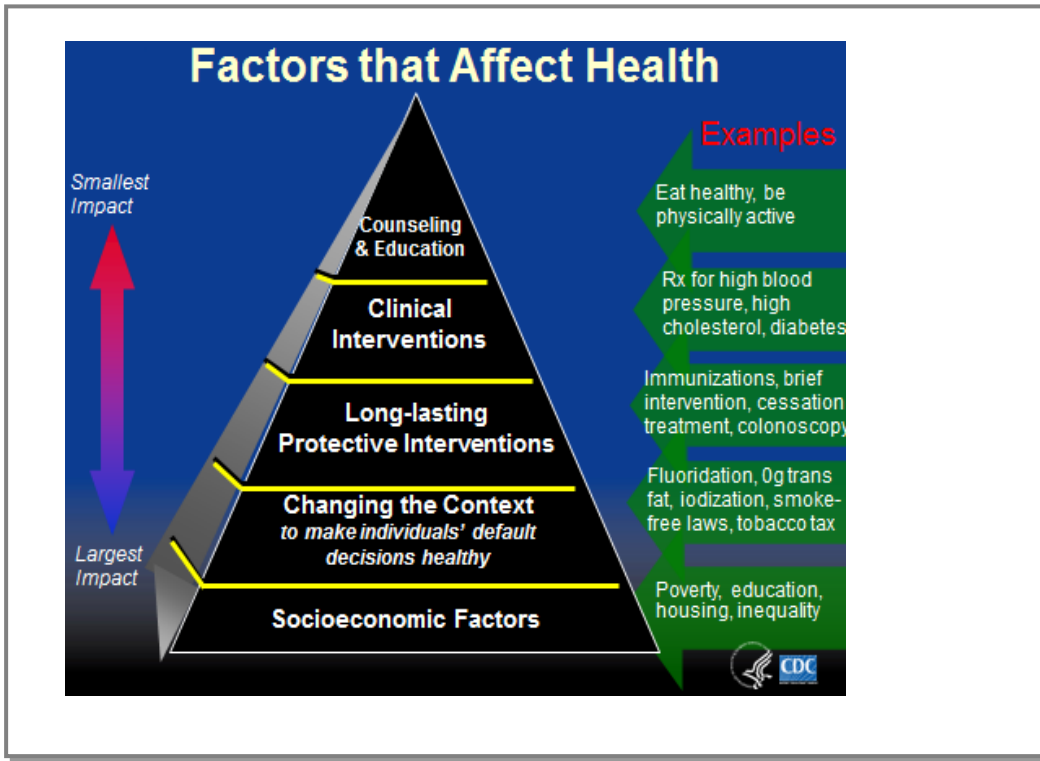 Factors that Affect Health
Examples
Smallest
Impact
Eat healthy, be
physically active
Counseling
& Education
Rx for high blood
pressure, high
cholesterol, diabetes
Clinical
Interventions
Immunizations, brief
intervention, cessation
treatment, colonoscopy
Long-lasting
Protective Interventions
Fluoridation, 0g trans
fat, iodization, smoke-
free laws, tobacco tax
Changing the Context
to make individuals’ default
decisions healthy
Largest
Impact
Poverty, education,
housing, inequality
Socioeconomic Factors
CDC